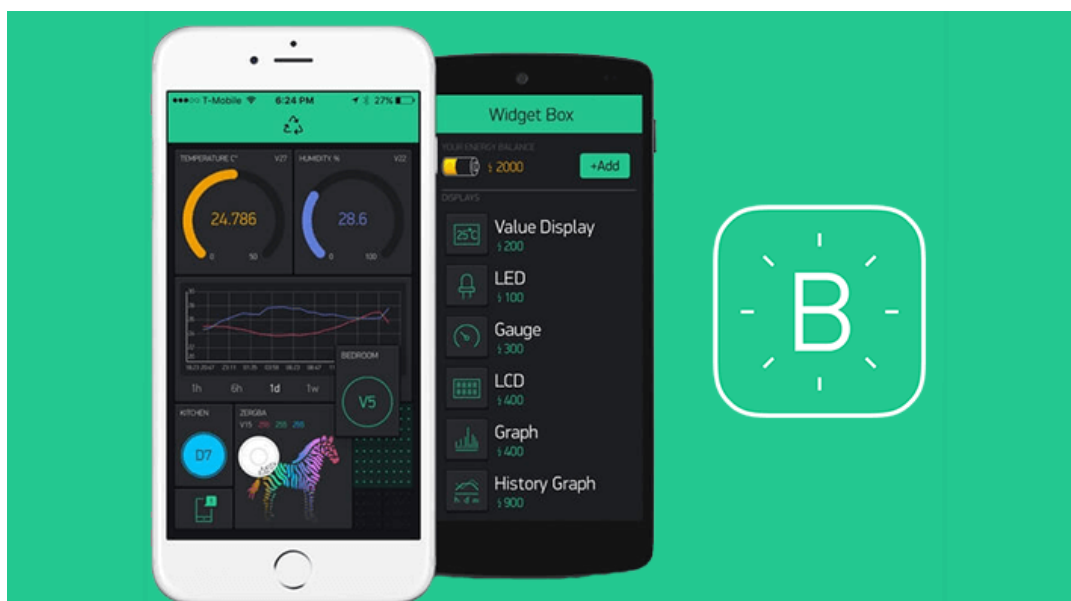 T-Mobile 6:24 PM 27%
TEMPERATURE C° V27
24.786
0 50
HUMIDITY % V22
28.6
0 100
1h 6h 1d 1w
BEDROOM
V5
KITCHEN
D7
ZERGBA
V15 255 255 255
Widget Box
YOUR ENERGY BALANCE
2000
+Add
DISPLAYS
25°C
Value Display
200
LED
100
Gauge
300
LCD
400
Graph
400
h d m
History Graph
900
B